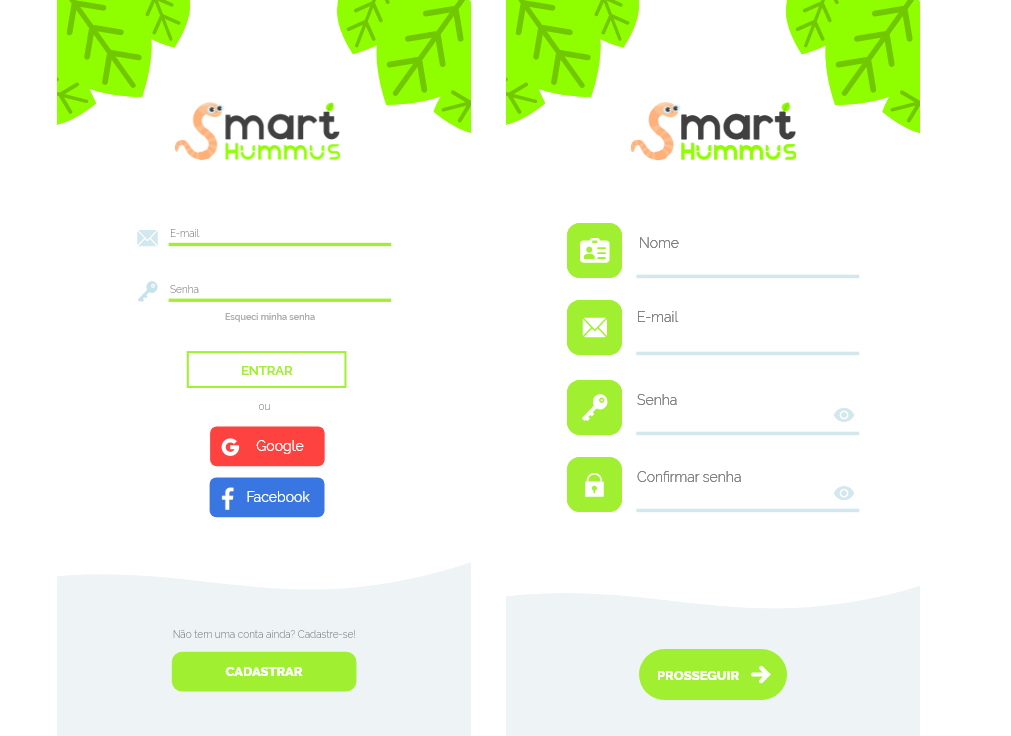 Smart
HUMMUS
E-mail
Senha
Esqueci minha senha
ENTRAR
ou
Google
Facebook
Não tem uma conta ainda? Cadastre-se!
CADASTRAR
Smart
HUMMUS
Nome
E-mail
Senha
Confirmar senha
PROSSEGUIR